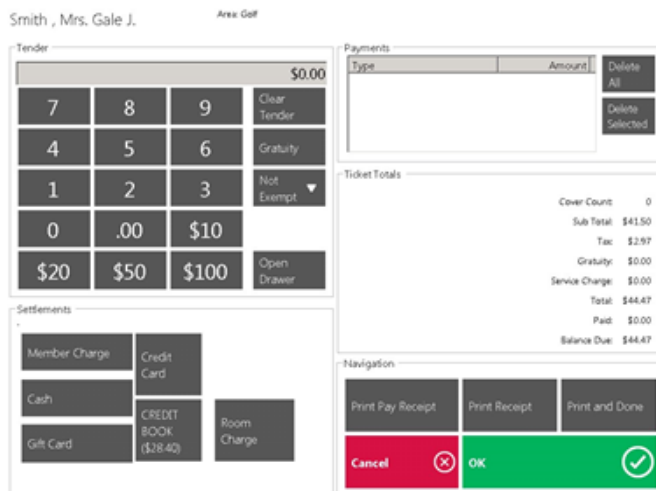 Smith , Mrs. Gale J.
Area: Golf
Tender
$0.00
7
8
9
Clear
Tender
4
5
6
Gratuity
1
2
3
Not
Exempt
0
.00
$10
$20
$50
$100
Open
Drawer
Payments
Type
Amount
Delete
All
Delete
Selected
Ticket Totals
Cover Count: 0
Sub Total: $41.50
Tax: $2.97
Gratuity: $0.00
Service Charge: $0.00
Total: $44.47
Paid: $0.00
Balance Due: $44.47
Settlements
Member Charge
Credit
Card
Cash
CREDIT
BOOK
($28.40)
Room
Charge
Gift Card
Navigation
Print Pay Receipt
Print Receipt
Print and Done
Cancel
OK